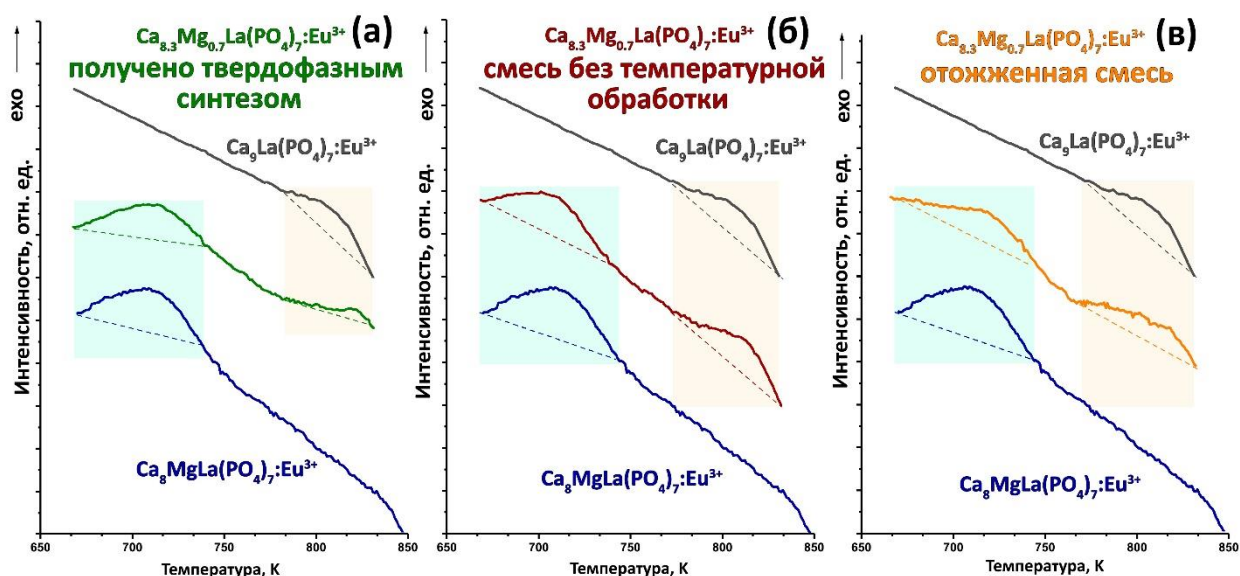 (а)
Ca₈.₃Mg₀.₇La(PO₄)₇:Eu³⁺
получено твердофазным
синтезом
Ca₉La(PO₄)₇:Eu³⁺
Ca₈MgLa(PO₄)₇:Eu³⁺
exo
Интенсивность, отн. ед.
650 700 750 800 850
Температура, К
(б)
Ca₈.₃Mg₀.₇La(PO₄)₇:Eu³⁺
смесь без температурной
обработки
Ca₉La(PO₄)₇:Eu³⁺
Ca₈MgLa(PO₄)₇:Eu³⁺
exo
Интенсивность, отн. ед.
650 700 750 800 850
Температура, К
(в)
Ca₈.₃Mg₀.₇La(PO₄)₇:Eu³⁺
отожженная смесь
Ca₉La(PO₄)₇:Eu³⁺
Ca₈MgLa(PO₄)₇:Eu³⁺
exo
Интенсивность, отн. ед.
650 700 750 800 850
Температура, К